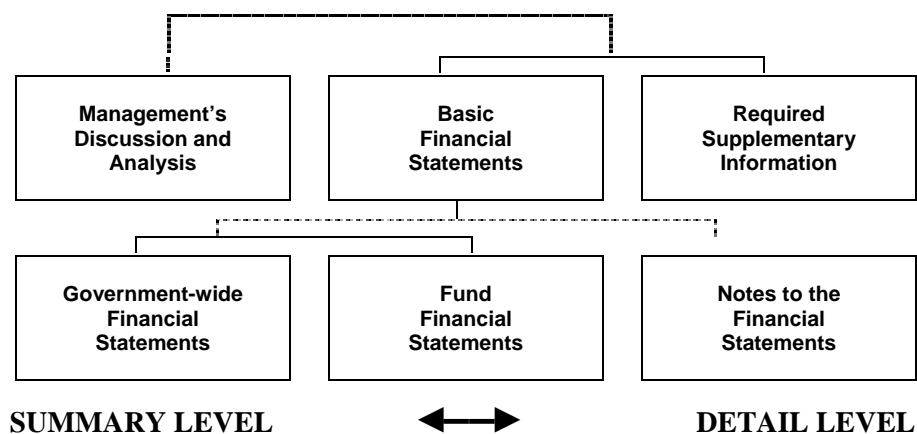 Management’s
Discussion and
Analysis
Basic
Financial
Statements
Required
Supplementary
Information
Government-wide
Financial
Statements
Fund
Financial
Statements
Notes to the
Financial
Statements
SUMMARY LEVEL
DETAIL LEVEL